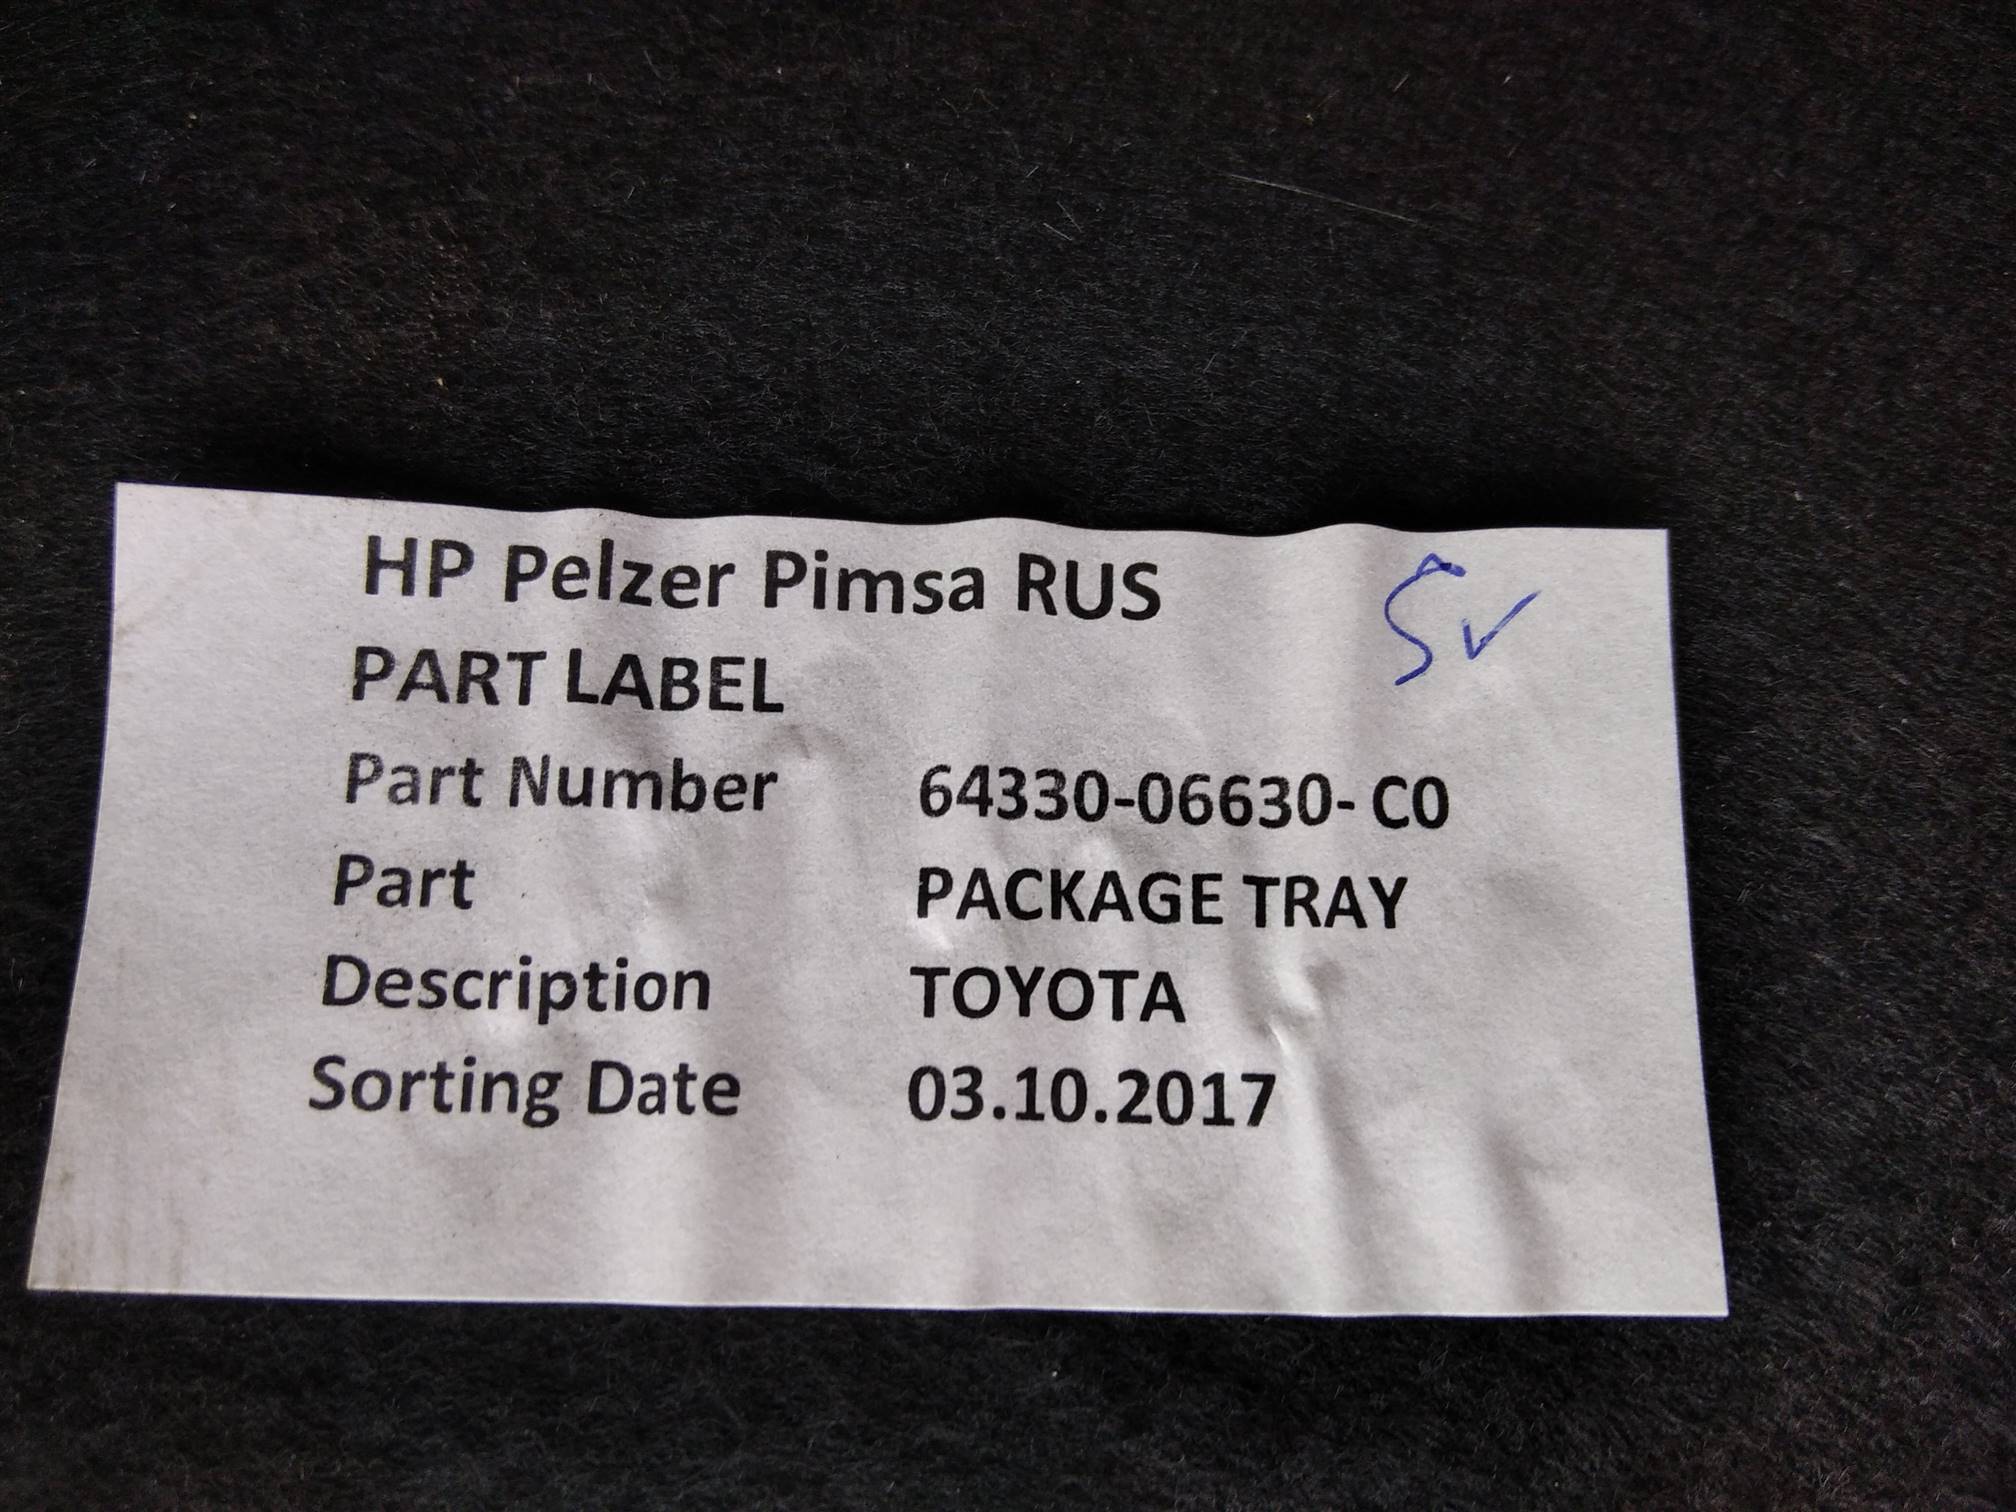 HP Pelzer Pimsa RUS
PART LABEL
Part Number 64330-06630- C0
Part PACKAGE TRAY
Description TOYOTA
Sorting Date 03.10.2017